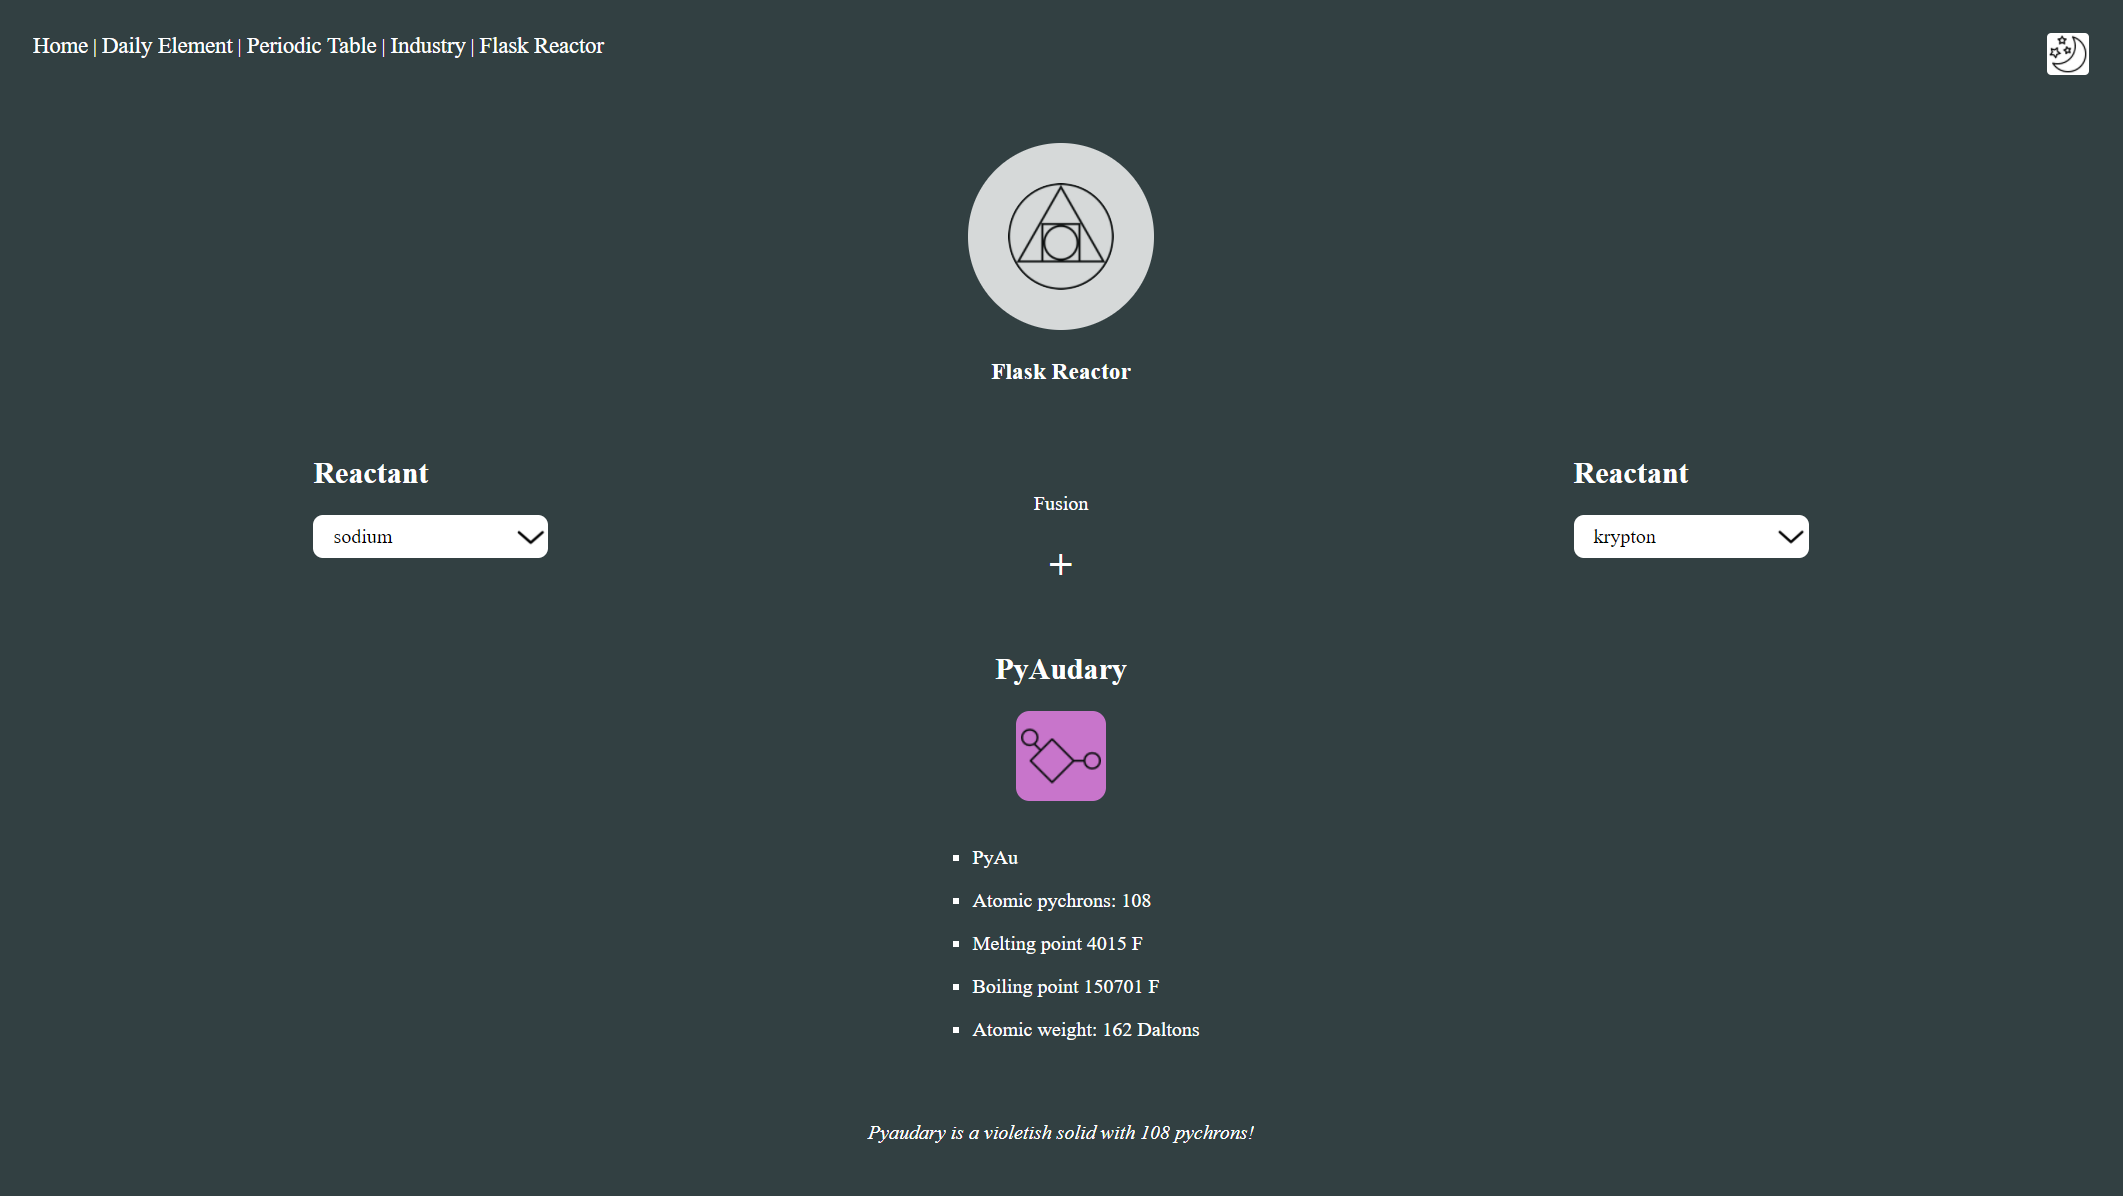 Home | Daily Element | Periodic Table | Industry | Flask Reactor
Flask Reactor
Reactant
sodium
Fusion
+
Reactant
krypton
PyAudary
PyAu
Atomic pychrons: 108
Melting point 4015 F
Boiling point 150701 F
Atomic weight: 162 Daltons
Pyaudary is a violetish solid with 108 pychrons!